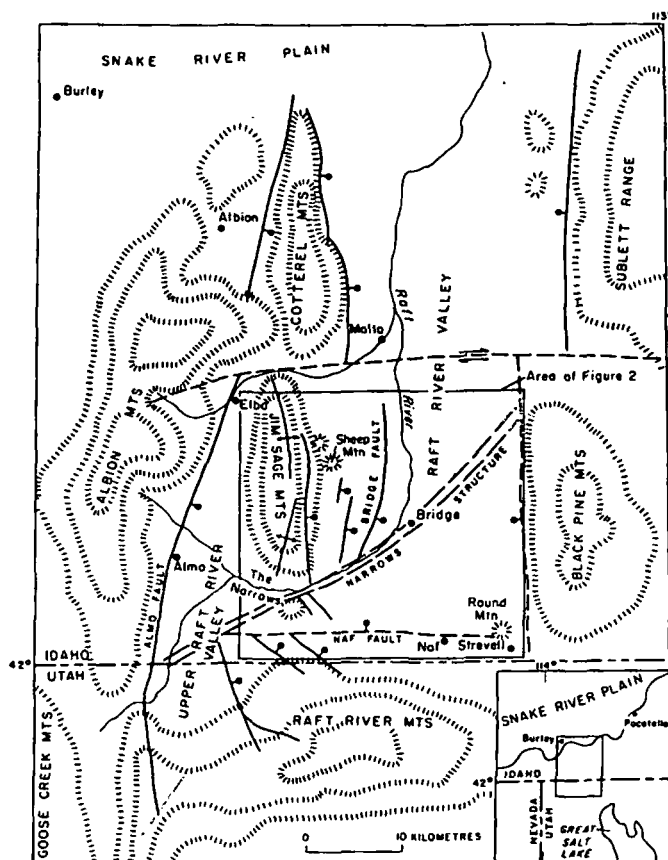 113
SNAKE RIVER PLAIN
Burley
Albion
COTTEREL MTS
SUBLETT RANGE
Malta
Raft
River
RAFT RIVER VALLEY
Area of Figure 2
ALBION MTS
Elba
JIM SAGE MTS
Sheep
Mtn
BRIDGE FAULT
BLACK PINE MTS
Bridge
NARROWS STRUCTURE
The
Narrows
Almo
ALMO FAULT
UPPER RAFT RIVER VALLEY
Round
Mtn
NAF FAULT
Naf
Strevell
42°
IDAHO
UTAH
114°
GOOSE CREEK MTS
RAFT RIVER MTS
0 10 KILOMETRES
SNAKE RIVER PLAIN
Pocatello
Burley
42°
IDAHO
NEVADA
UTAH
GREAT
SALT
LAKE